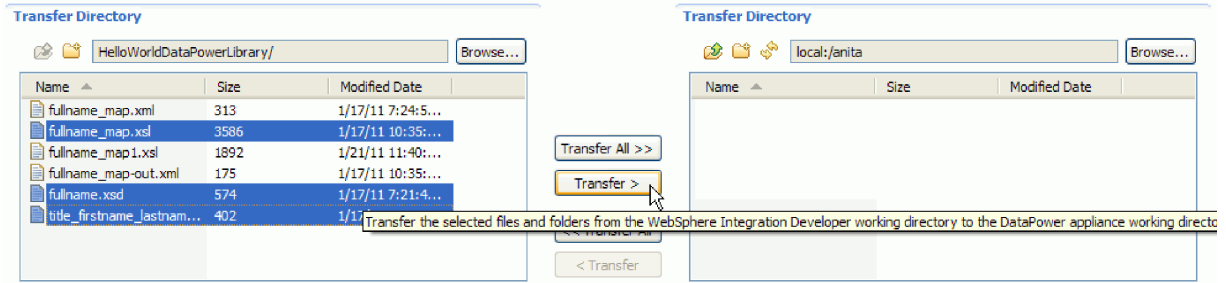 Transfer Directory
HelloWorldDataPowerLibrary/ Browse...
Name Size Modified Date
fullname_map.xml 313 1/17/11 7:24:5...
fullname_map.xsl 3586 1/17/11 10:35:...
fullname_map1.xsl 1892 1/21/11 11:40:...
fullname_map-out.xml 175 1/17/11 10:35:...
fullname.xsd 574 1/17/11 7:21:4...
title_firstname_lastnam... 402 1/17
Transfer All >>
Transfer >
Transfer the selected files and folders from the WebSphere Integration Developer working directory to the DataPower appliance working directo
<< Transfer All
< Transfer
Transfer Directory
local:/anita Browse...
Name Size Modified Date